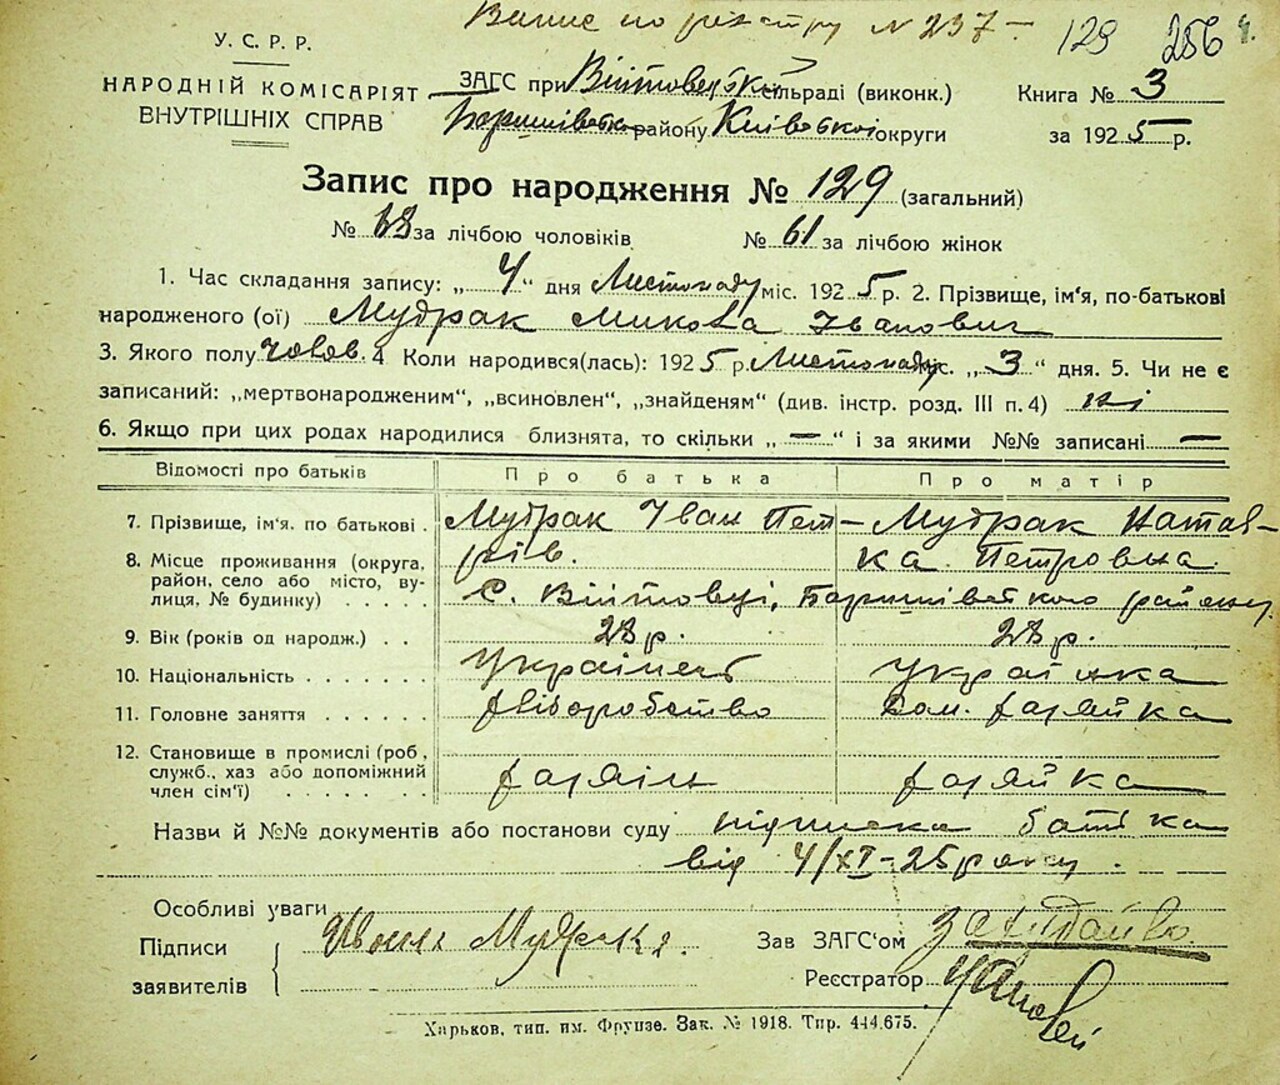 Запис по реєстру N 237 – 129 256
У. С. Р. Р.
НАРОДНІЙ КОМІСАРІЯТ
ВНУТРІШНІХ СПРАВ
ЗАГС при Війтовецькій сільраді (виконк.)
Книга № 3
району Київської округи
за 1925 р.
Запис про народження № 129 (загальний)
№ 68 за лічбою чоловіків № 61 за лічбою жінок
1. Час складання запису: „ 4 “ дня Листопаду міс. 1925 р. 2. Прізвище, ім‘я, по-батькові
народженого (ої) Мудрак Микола Іванович
3. Якого полу чолов. 4 Коли народився(лась): 1925 р. Листопаду міс. „ 3 “ дня. 5. Чи не є
записаний: „мертвонародженим“, „всиновлен“, „знайденям“ (див. інстр. розд. III п. 4) ні
6. Якщо при цих родах народилися близнята, то скільки „ — “ і за якими №№ записані —
Відомості про батьків Про батька Про матір
7. Прізвище, ім‘я. по батькові . Мудрак Іван Пет- Мудрак Натал-
рів. ка Петровна.
8. Місце проживання (округа,
район, село або місто, ву-
лиця, № будинку) . . . . . с. Війтовці, району
9. Вік (років од народж.) . . 28 р. 28 р.
10. Національність . . . . . . . українець українка
11. Головне заняття . . . . . . хліборобство Дом. хазяйка
12. Становище в промислі (роб,
служб., хаз або допоміжний
член сім‘ї) . . . . . . . хазяїн хазяйка
Назви й №№ документів або постанови суду підписка батька
від 4/XI-25 року.
Особливі уваги
Підписи
заявителів
Іван Мудрак
Зав ЗАГС‘ом
Реєстратор
Харьков, тип. им. Фрунзе. Зак. № 1918. Тир. 444.675.